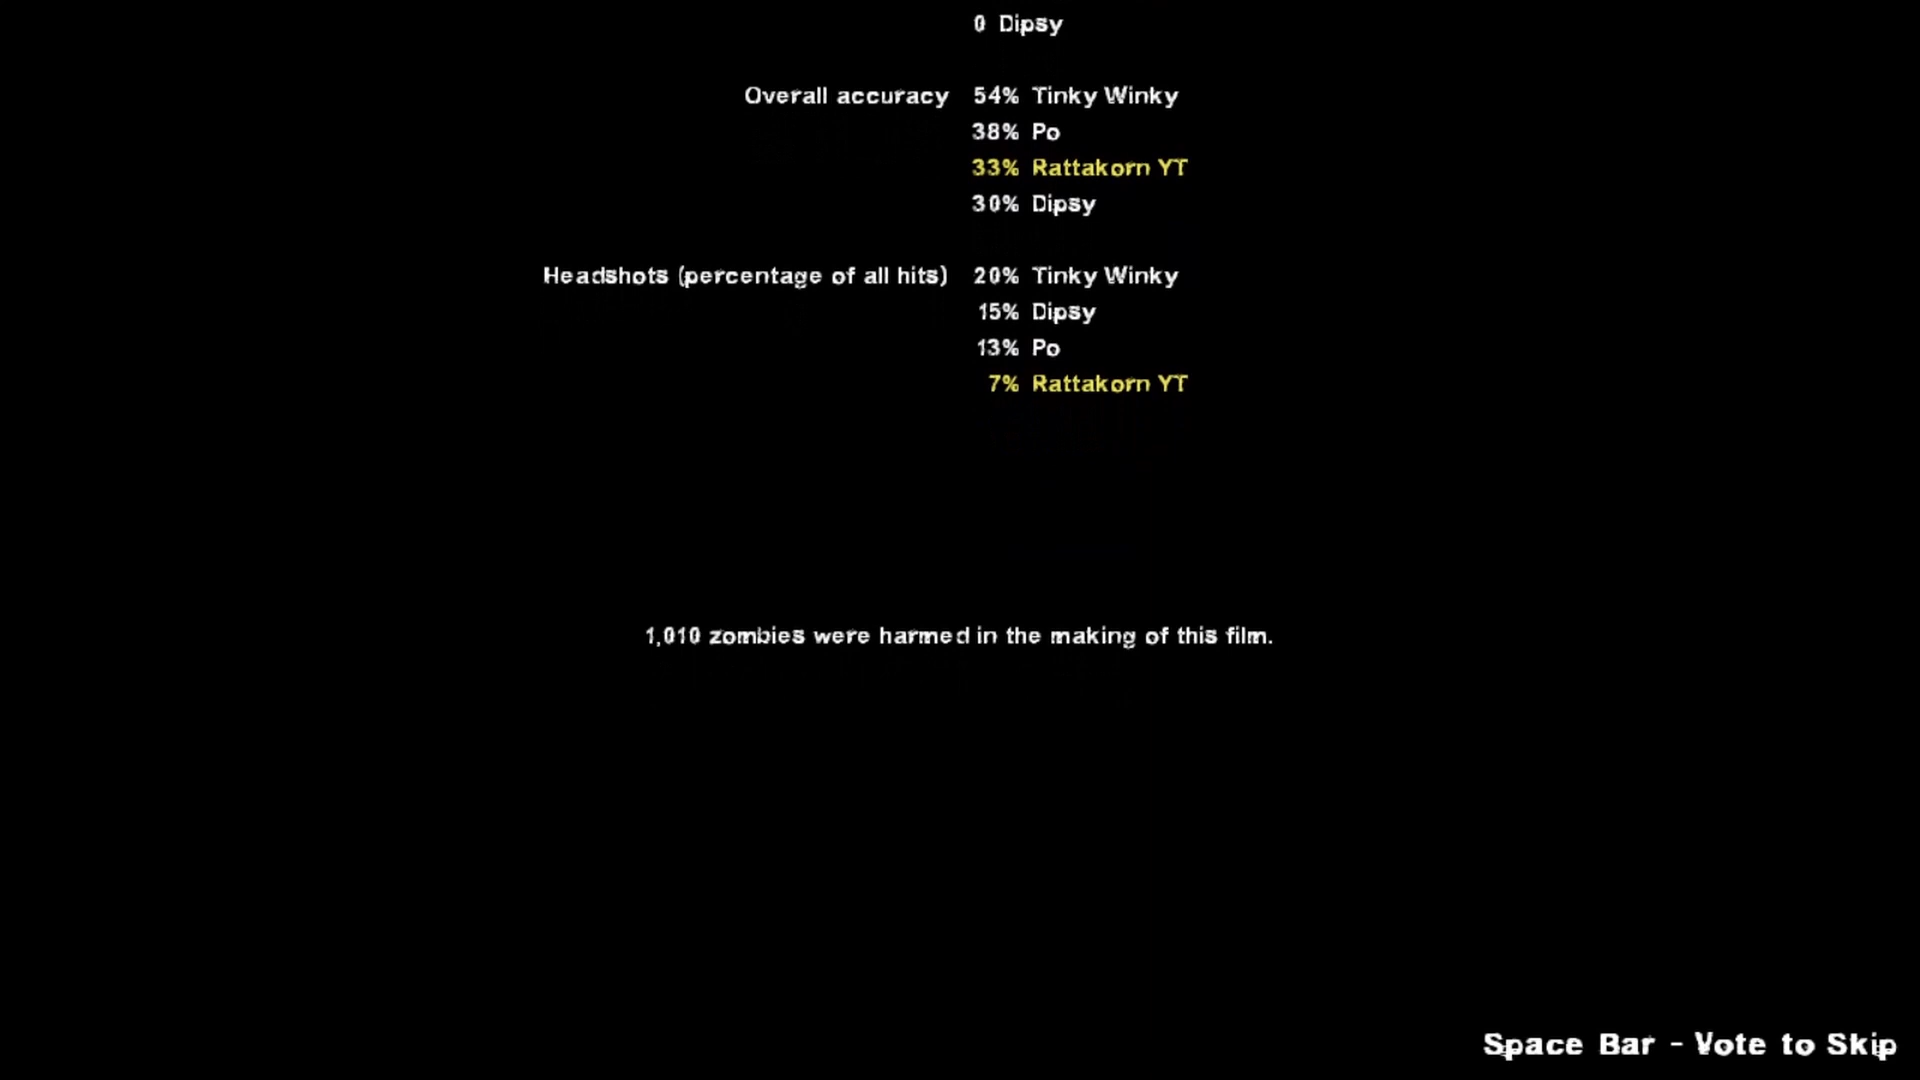 0 Dipsy
Overall accuracy 54% Tinky Winky
38% Po
33% Rattakorn YT
30% Dipsy
Headshots (percentage of all hits) 20% Tinky Winky
15% Dipsy
13% Po
7% Rattakorn YT
1,010 zombies were harmed in the making of this film.
Space Bar - Vote to Skip